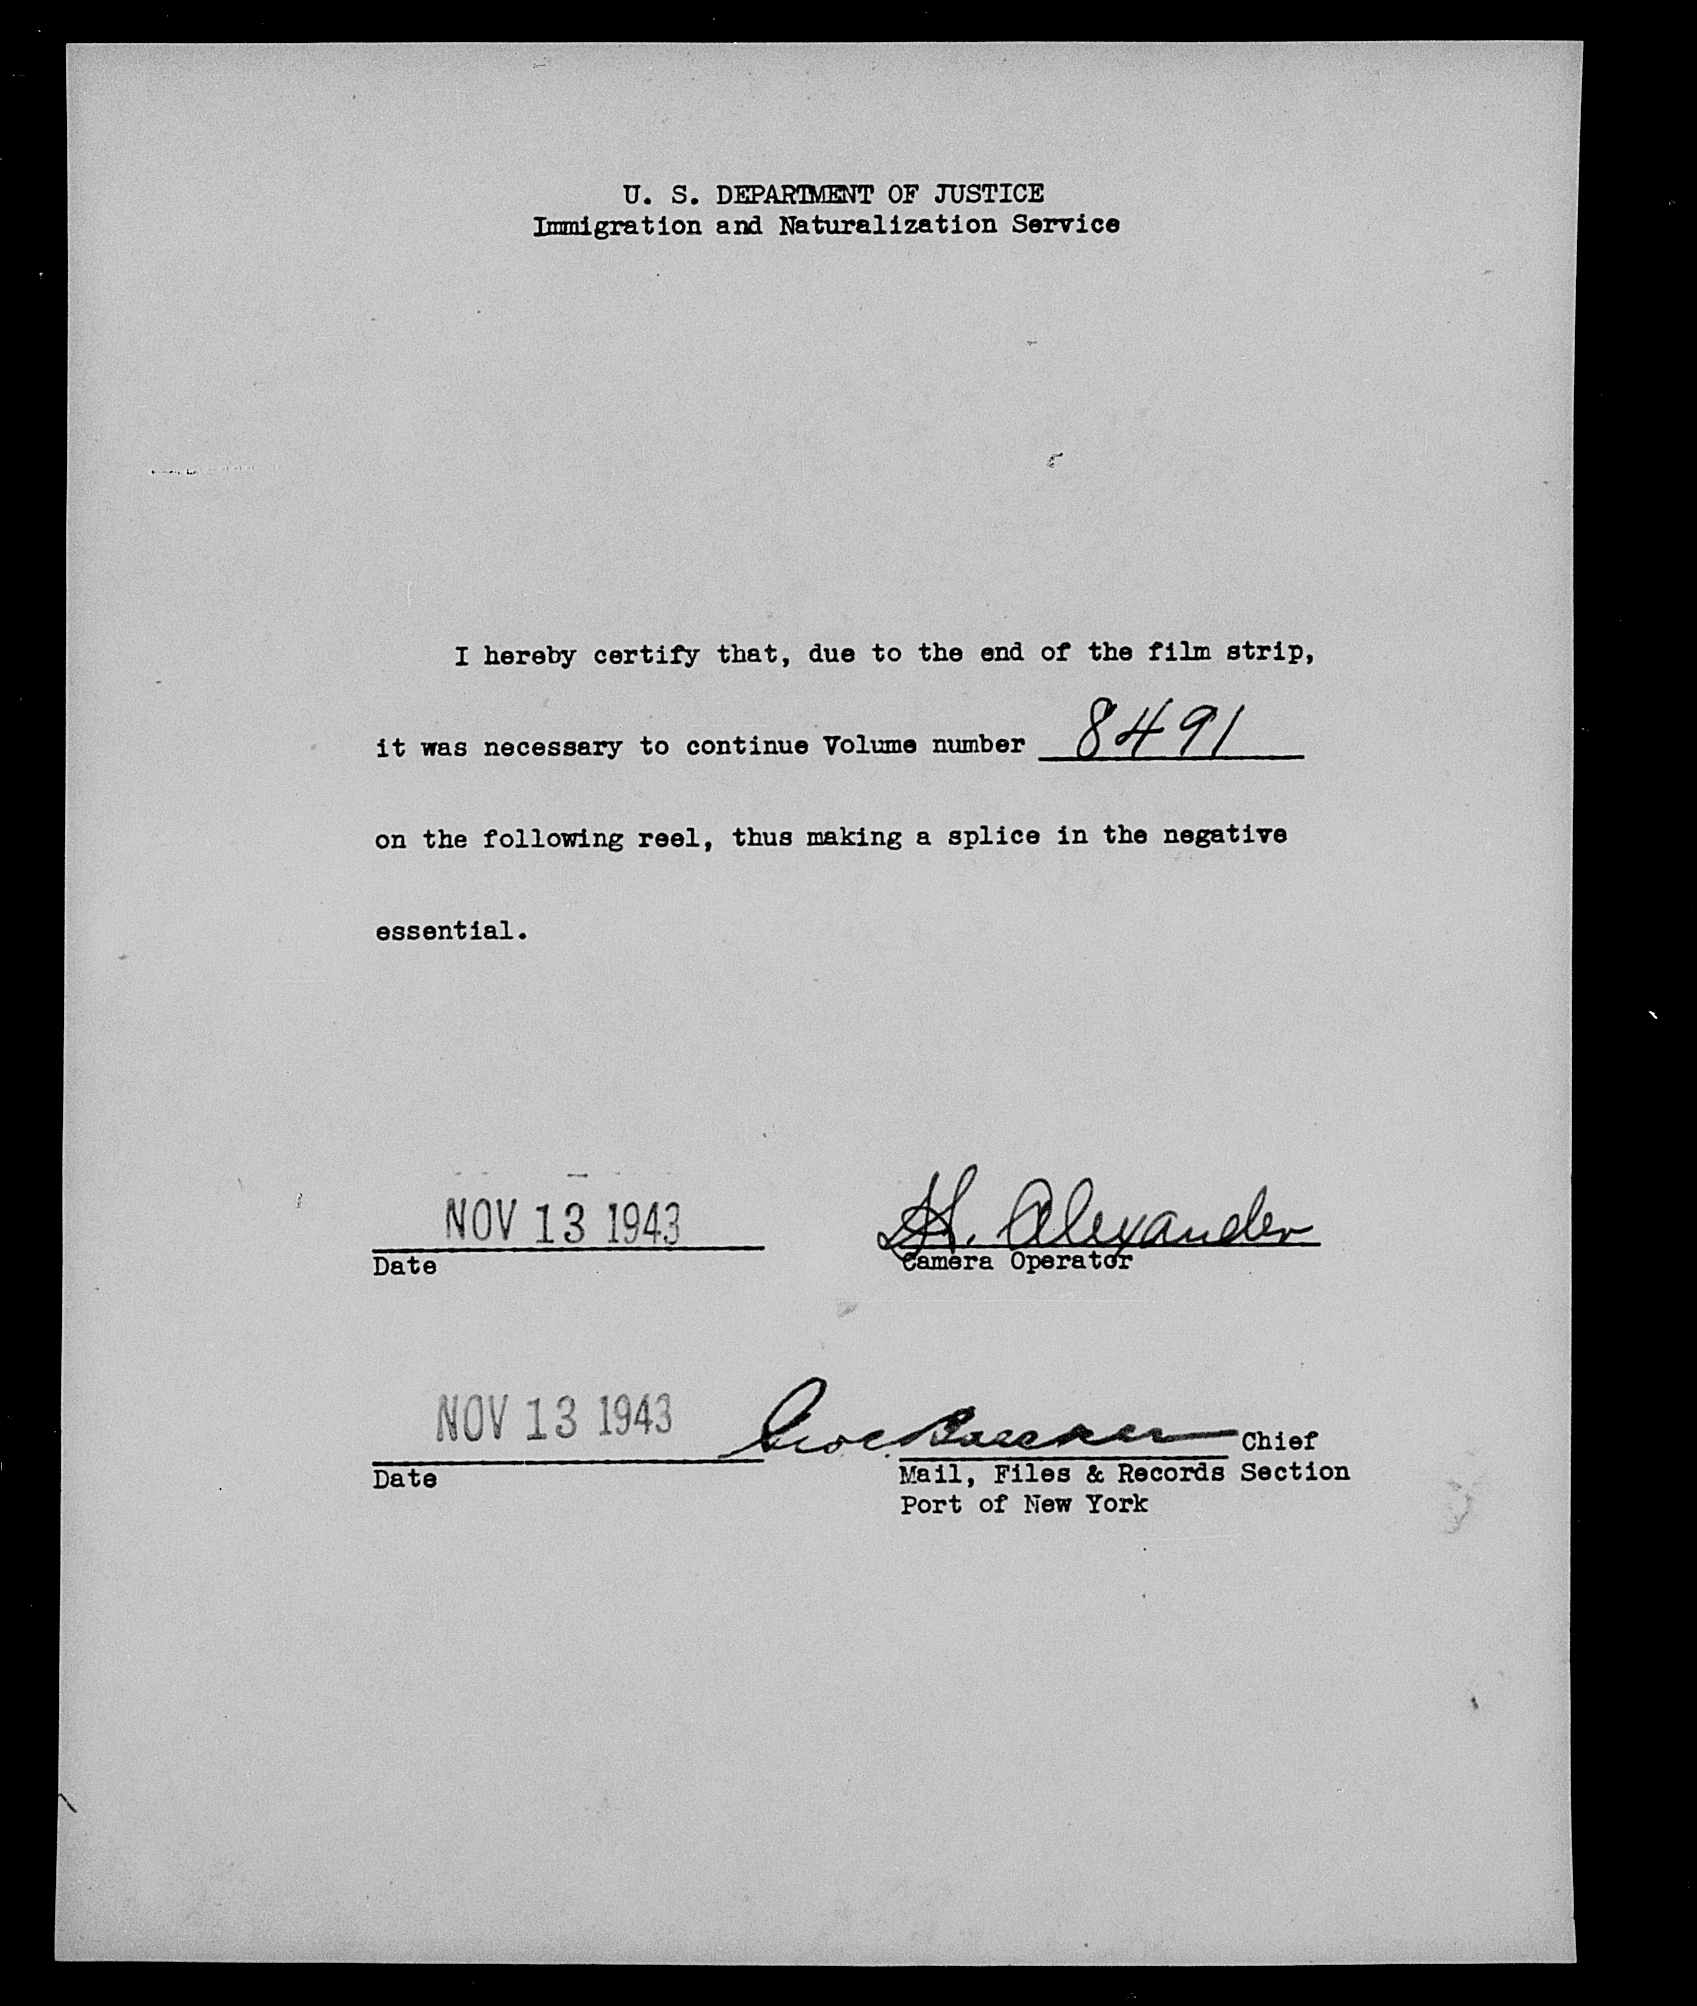 U. S. DEPARTMENT OF JUSTICE
Immigration and Naturalization Service
I hereby certify that, due to the end of the film strip,
it was necessary to continue Volume number 8491
on the following reel, thus making a splice in the negative
essential.
NOV 13 1943 H. Alexander
Date Camera Operator
NOV 13 1943 Chief
Date Mail, Files & Records Section
Port of New York